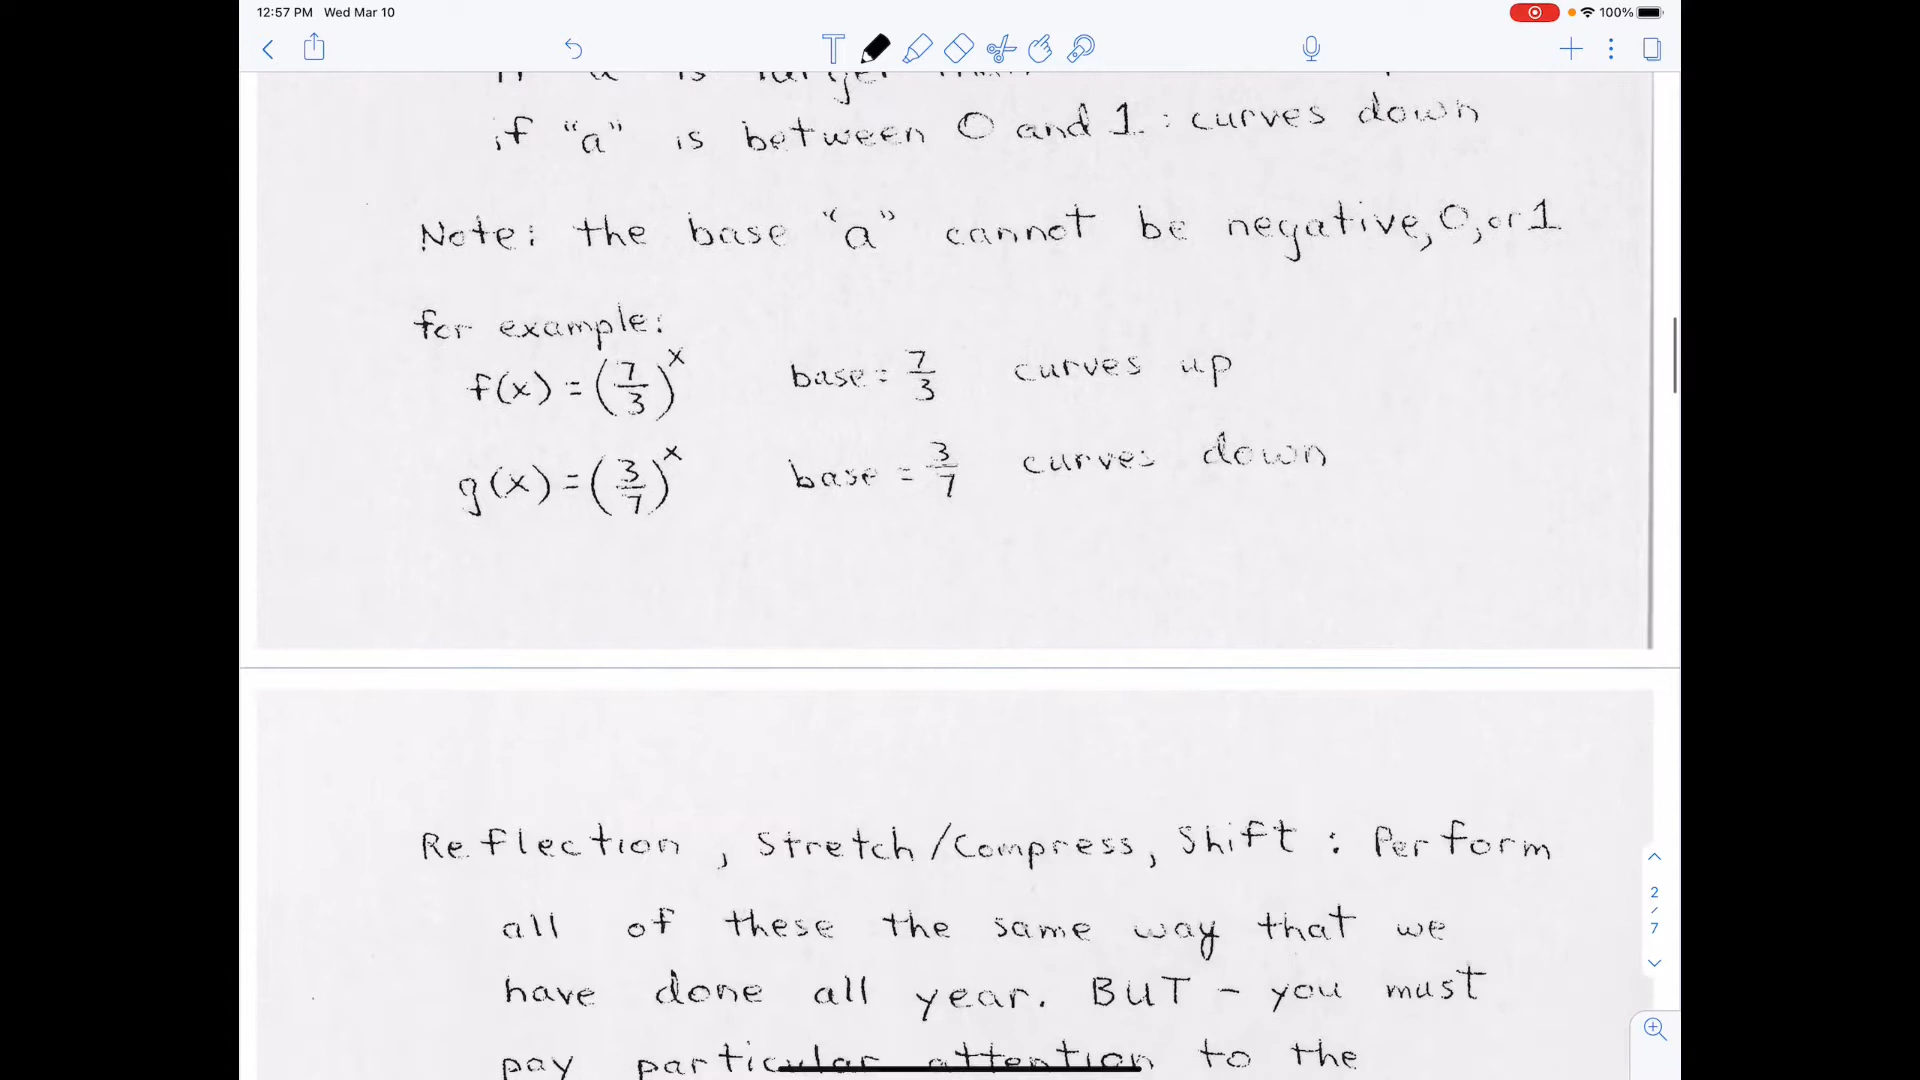 12:57 PM Wed Mar 10
100%
is larger
if "a" is between 0 and 1: curves down
Note: the base "a" cannot be negative, 0, or 1
for example:
f(x) = (7/3)^x base = 7/3 curves up
g(x) = (3/7)^x base = 3/7 curves down
Reflection, Stretch/Compress, Shift: Perform
all of these the same way that we
have done all year. BUT - you must
pay particular attention to the
2/7